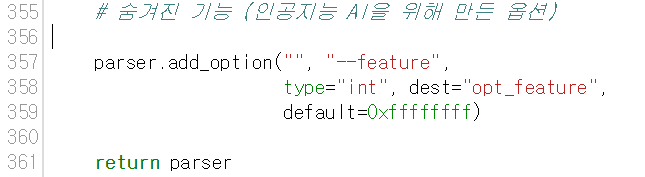 355 # 숨겨진 기능 (인공지능 AI을 위해 만든 옵션)
356
357 parser.add_option("", "--feature",
358 type="int", dest="opt_feature",
359 default=0xffffffff)
360
361 return parser